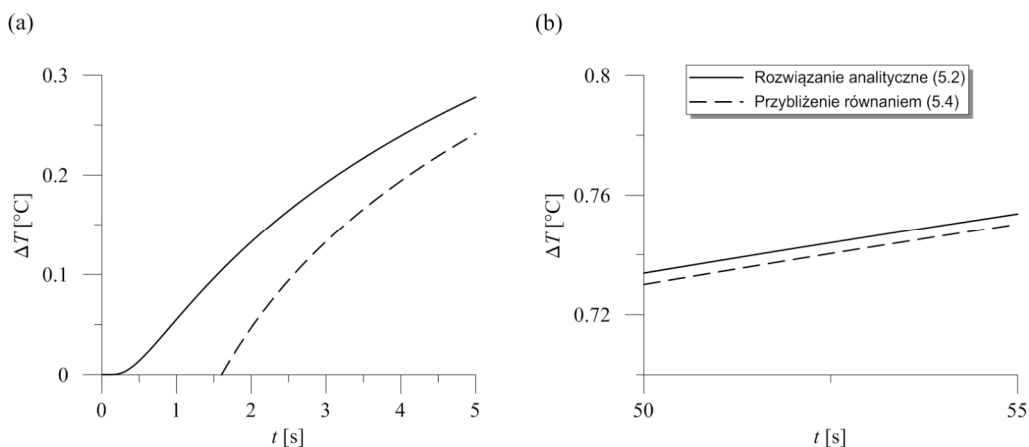 (a)
0.3
0.2
0.1
0
ΔT [°C]
0 1 2 3 4 5
t [s]
(b)
0.8
0.76
0.72
ΔT [°C]
50 55
t [s]
Rozwiązanie analityczne (5.2)
Przybliżenie równaniem (5.4)